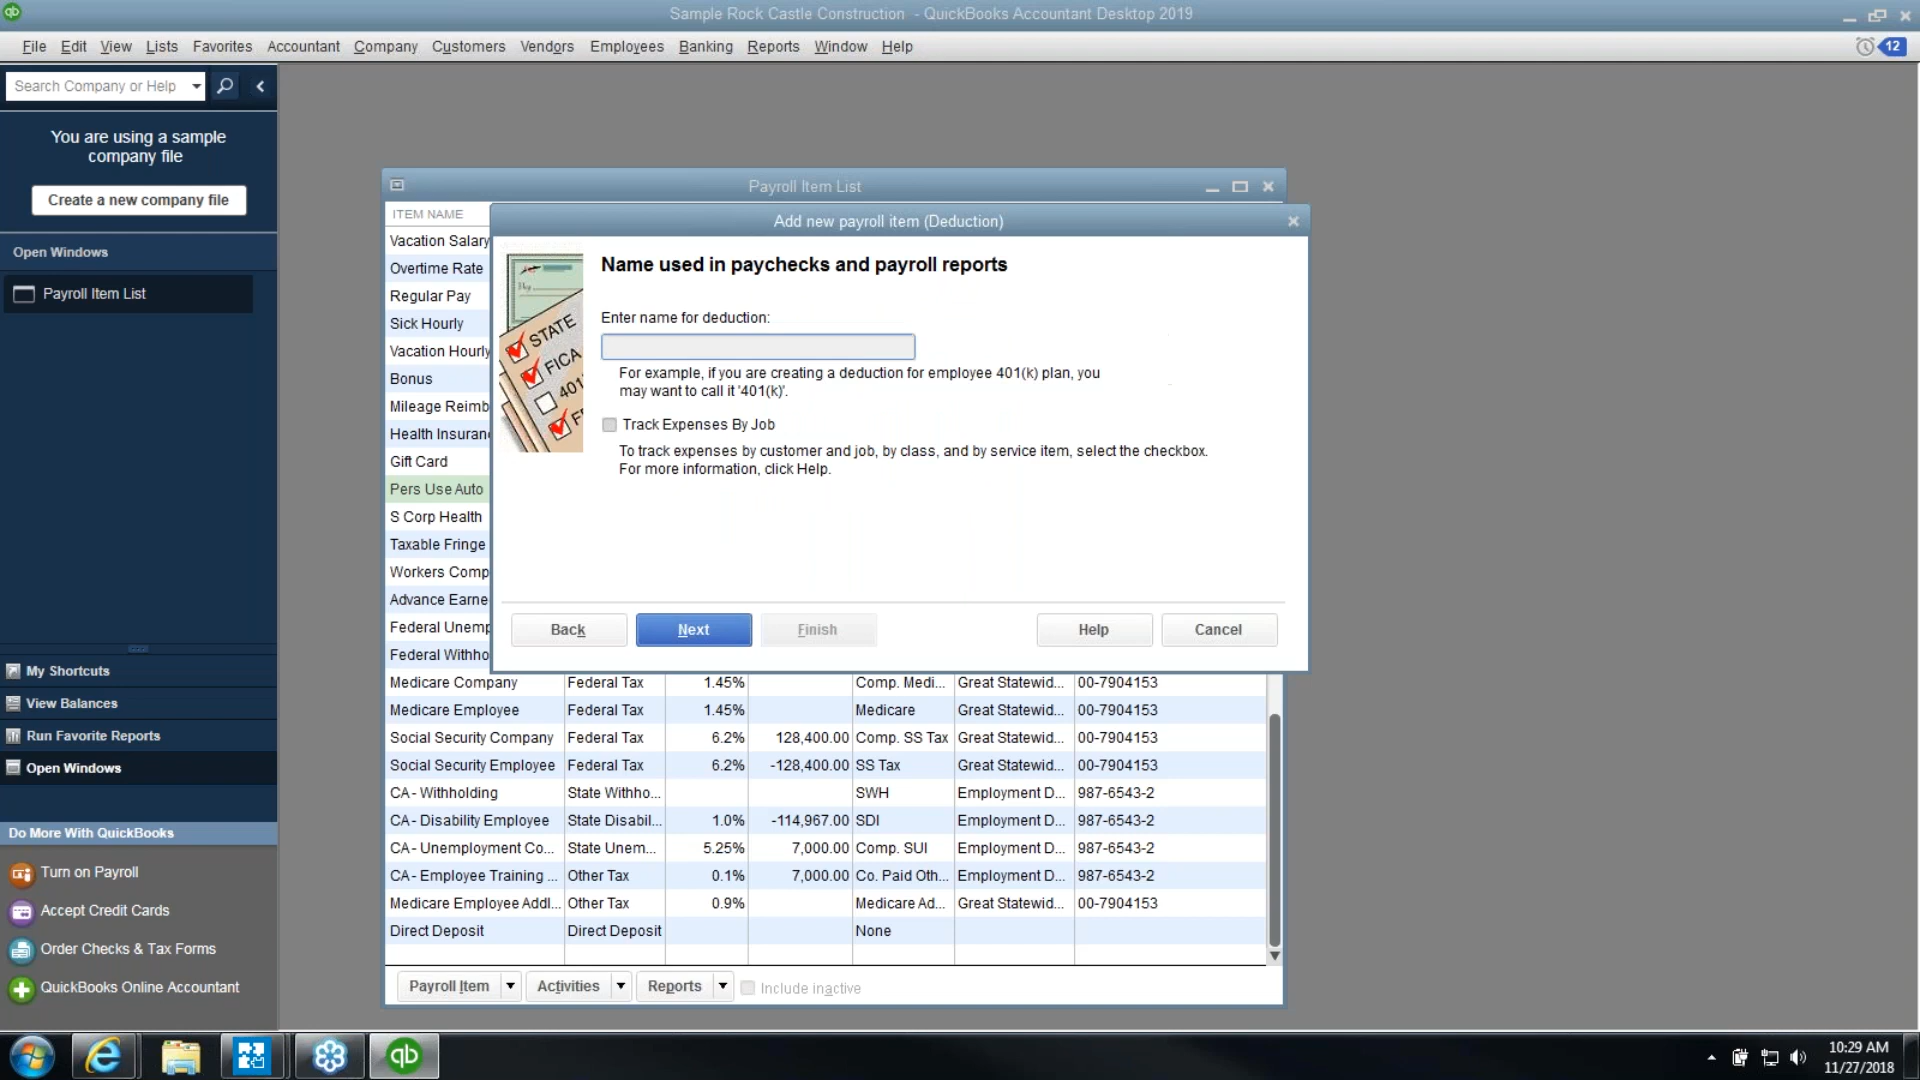 qb
Sample Rock Castle Construction - QuickBooks Accountant Desktop 2019
File Edit View Lists Favorites Accountant Company Customers Vendors Employees Banking Reports Window Help
12
Search Company or Help
You are using a sample
company file
Create a new company file
Open Windows
Payroll Item List
My Shortcuts
View Balances
Run Favorite Reports
Open Windows
Do More With QuickBooks
Turn on Payroll
Accept Credit Cards
Order Checks & Tax Forms
QuickBooks Online Accountant
Payroll Item List
ITEM NAME
Vacation Salary
Overtime Rate
Regular Pay
Sick Hourly
Vacation Hourly
Bonus
Mileage Reimb
Health Insuran
Gift Card
Pers Use Auto
S Corp Health
Taxable Fringe
Workers Comp
Advance Earne
Federal Unemp
Federal Withho
Medicare Company Federal Tax 1.45% Comp. Medi... Great Statewid... 00-7904153
Medicare Employee Federal Tax 1.45% Medicare Great Statewid... 00-7904153
Social Security Company Federal Tax 6.2% 128,400.00 Comp. SS Tax Great Statewid... 00-7904153
Social Security Employee Federal Tax 6.2% -128,400.00 SS Tax Great Statewid... 00-7904153
CA - Withholding State Withho... SWH Employment D... 987-6543-2
CA - Disability Employee State Disabil... 1.0% -114,967.00 SDI Employment D... 987-6543-2
CA - Unemployment Co... State Unem... 5.25% 7,000.00 Comp. SUI Employment D... 987-6543-2
CA - Employee Training ... Other Tax 0.1% 7,000.00 Co. Paid Oth... Employment D... 987-6543-2
Medicare Employee Addl... Other Tax 0.9% Medicare Ad... Great Statewid... 00-7904153
Direct Deposit Direct Deposit None
Payroll Item Activities Reports Include inactive
Add new payroll item (Deduction)
STATE
FICA
401
Name used in paychecks and payroll reports
Enter name for deduction:
For example, if you are creating a deduction for employee 401(k) plan, you
may want to call it '401(k)'.
Track Expenses By Job
To track expenses by customer and job, by class, and by service item, select the checkbox.
For more information, click Help.
Back Next Finish Help Cancel
qb
10:29 AM
11/27/2018